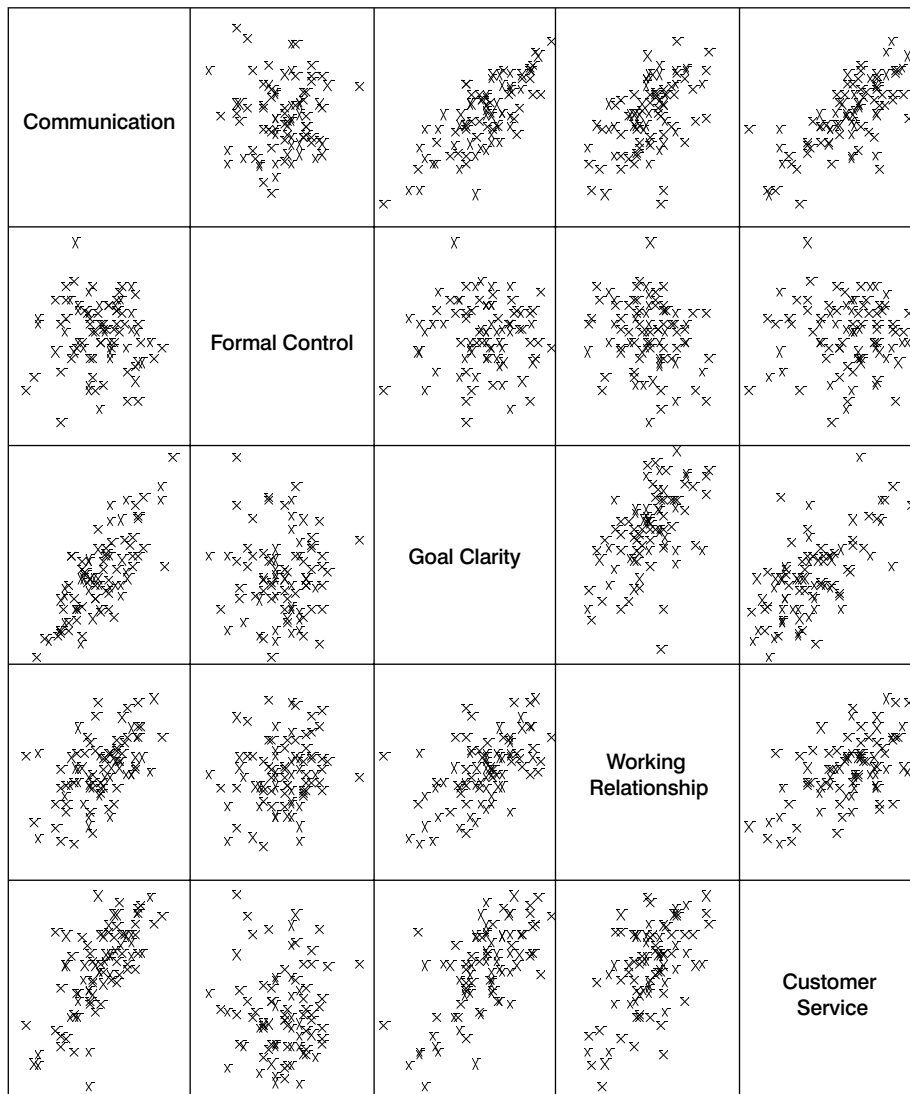 Communication
Formal Control
Goal Clarity
Working
Relationship
Customer
Service